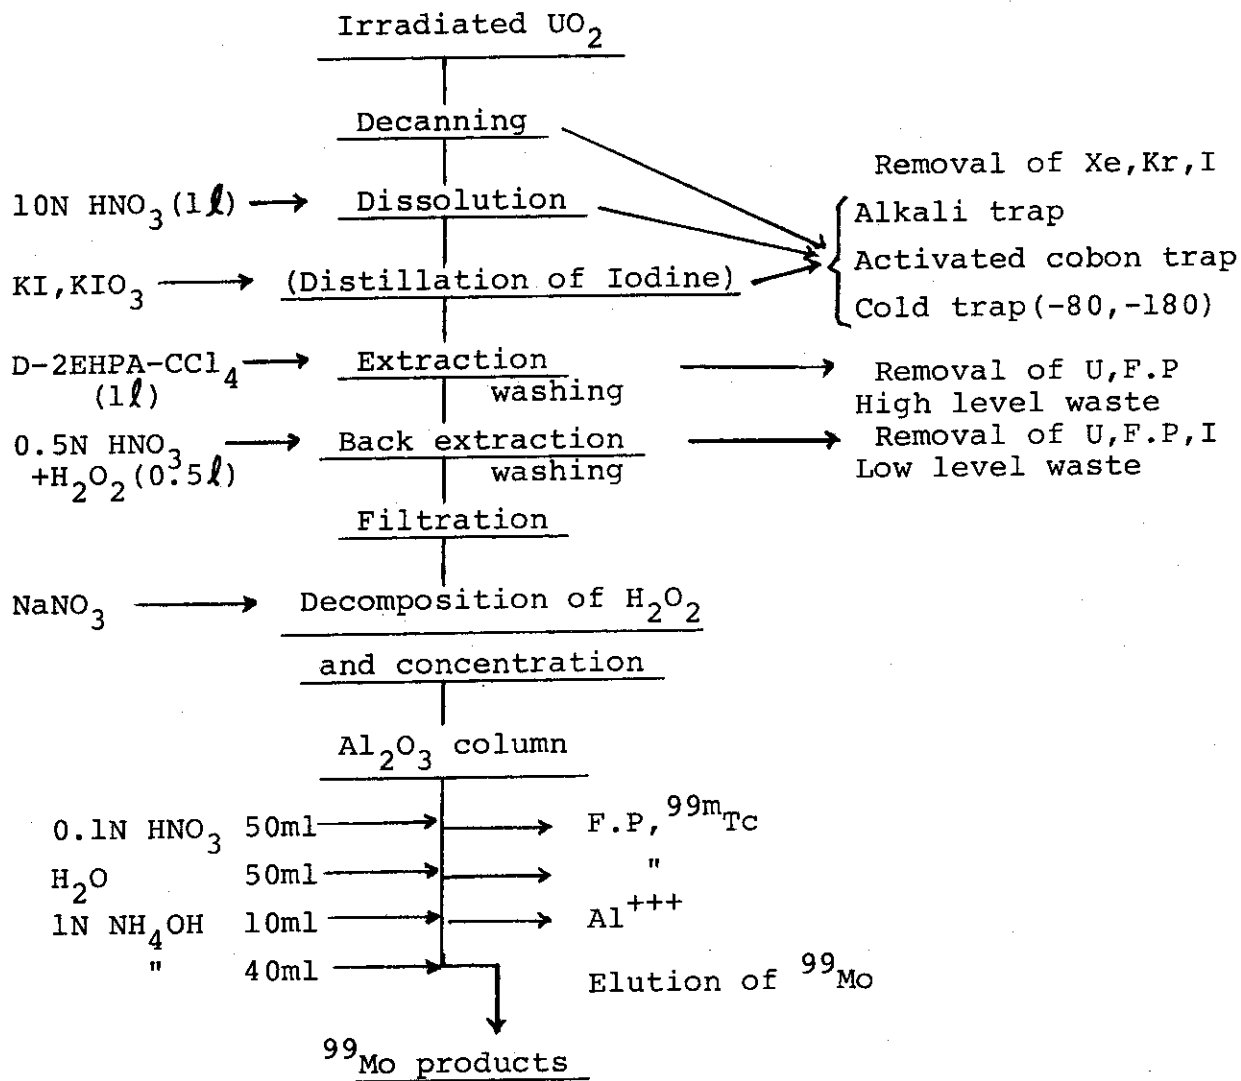 Irradiated UO2
Decanning
Removal of Xe,Kr,I
10N HNO3(1ℓ)
Dissolution
Alkali trap
Activated cobon trap
KI,KIO3
(Distillation of Iodine)
Cold trap(-80,-180)
D-2EHPA-CCl4
(1ℓ)
Extraction
washing
Removal of U,F.P
High level waste
0.5N HNO3
+H2O2(0.5ℓ)
Back extraction
washing
Removal of U,F.P,I
Low level waste
Filtration
NaNO3
Decomposition of H2O2
and concentration
Al2O3 column
0.1N HNO3 50ml
F.P,99mTc
H2O 50ml
"
1N NH4OH 10ml
Al+++
" 40ml
Elution of 99Mo
99Mo products